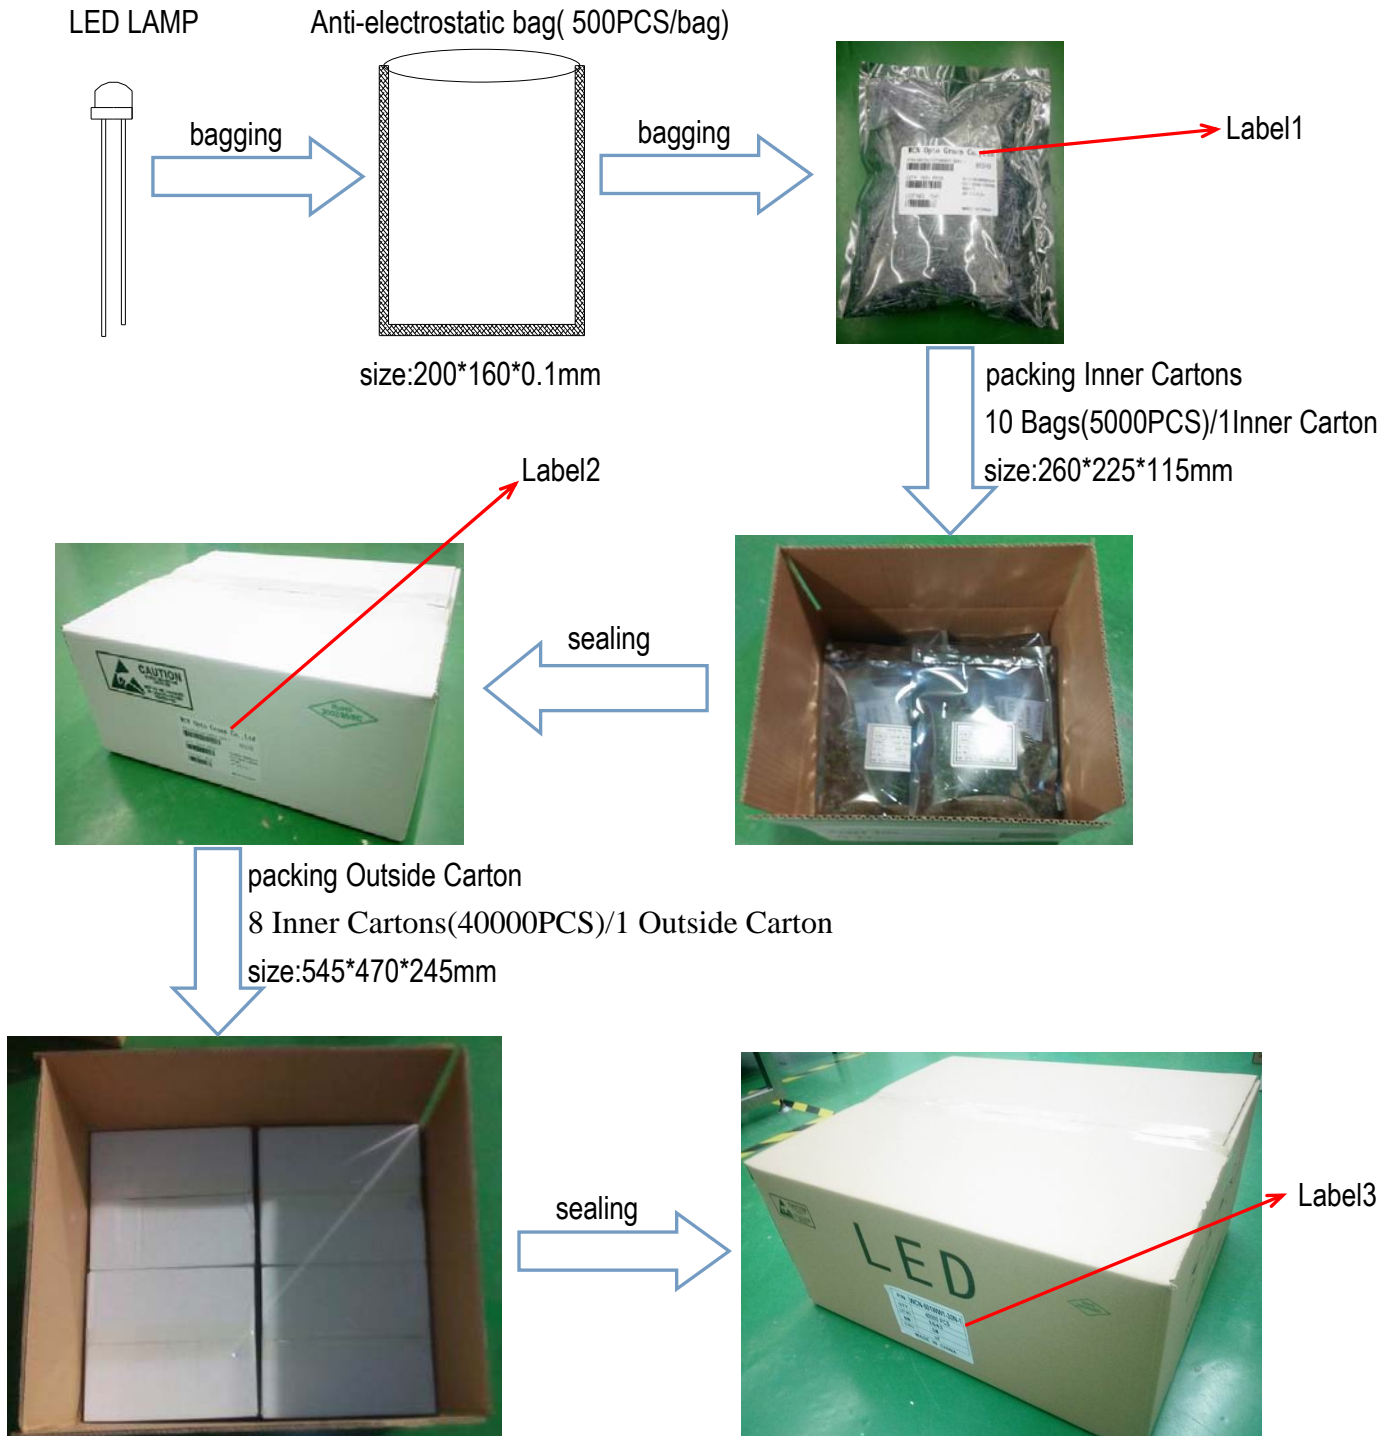 LED LAMP
Anti-electrostatic bag( 500PCS/bag)
bagging
bagging
Label1
size:200*160*0.1mm
packing Inner Cartons
10 Bags(5000PCS)/1Inner Carton
size:260*225*115mm
Label2
sealing
CAUTION
packing Outside Carton
8 Inner Cartons(40000PCS)/1 Outside Carton
size:545*470*245mm
sealing
Label3
LED